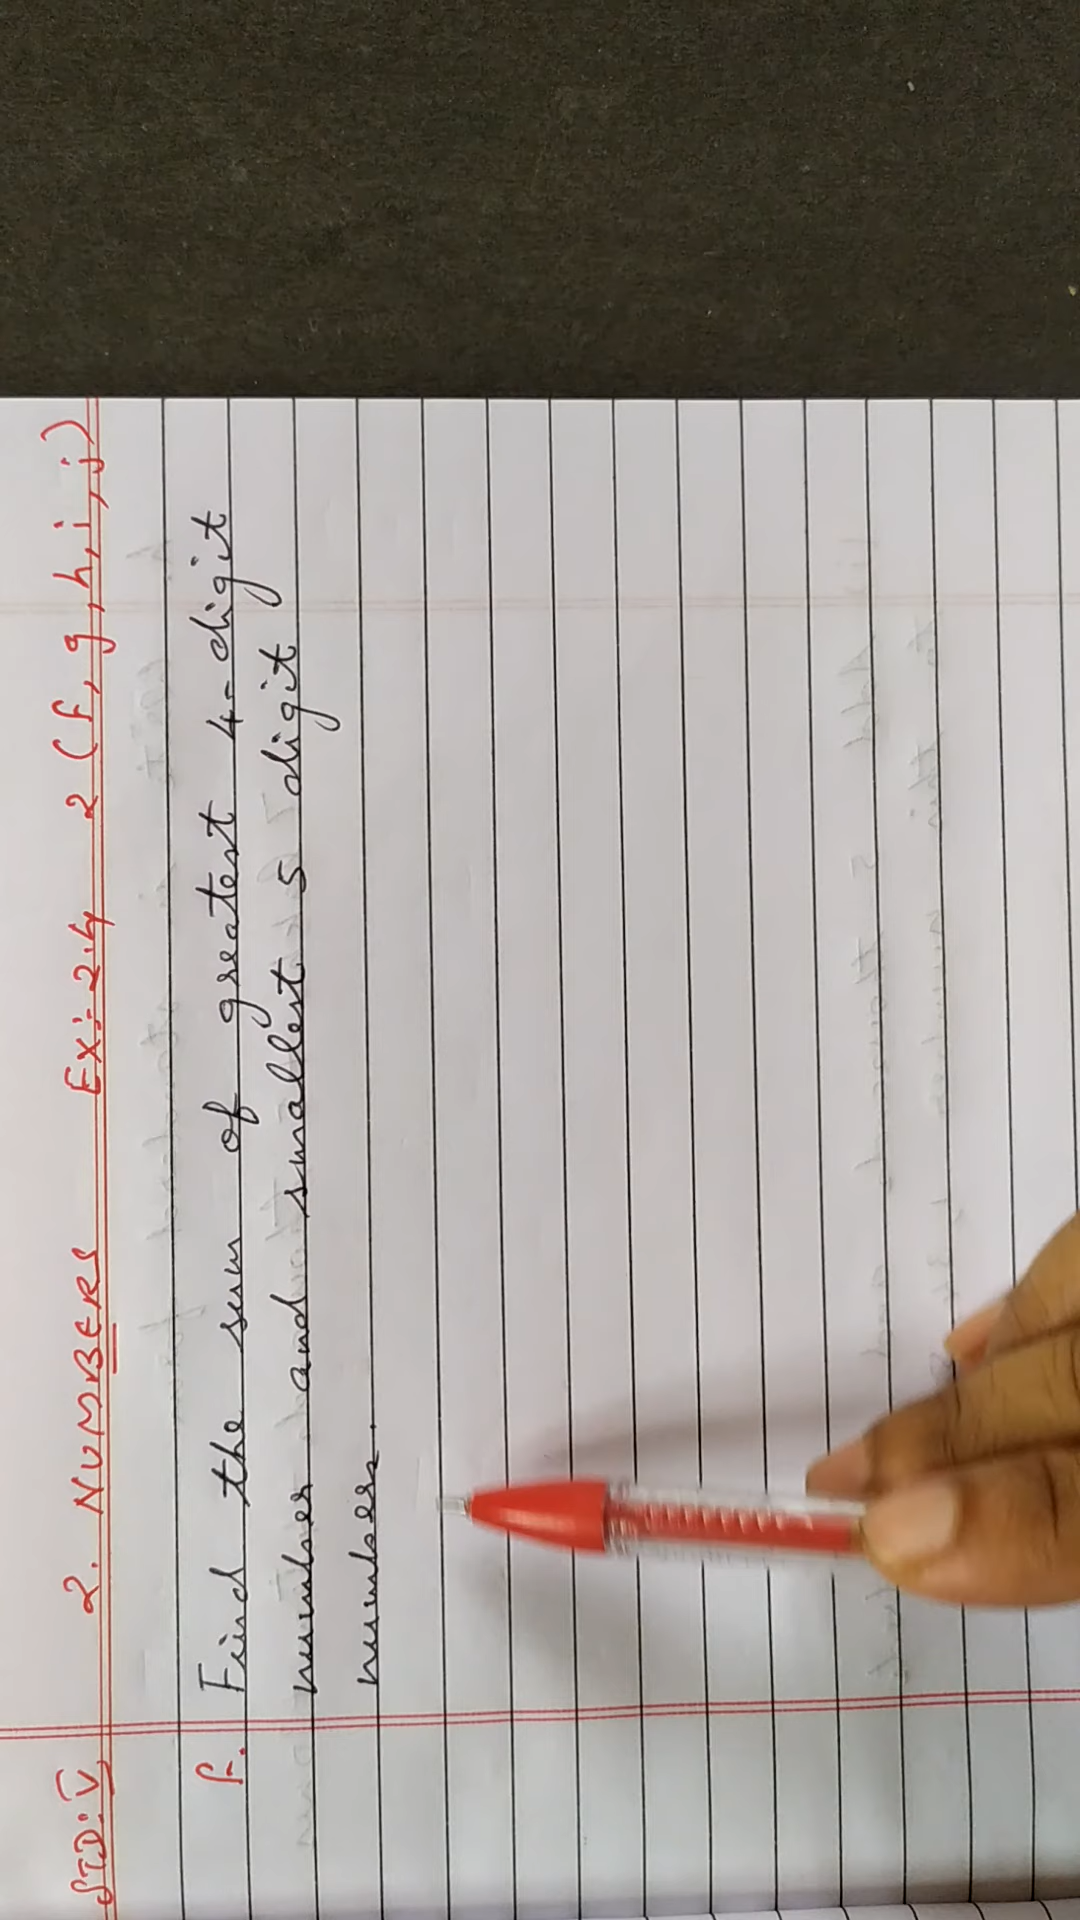 STD: V 2. NUMBERS Ex:- 2.4 2 (f, g, h, i, j)
f. Find the sum of greatest 4-digit
number and smallest 5 digit
numbers.